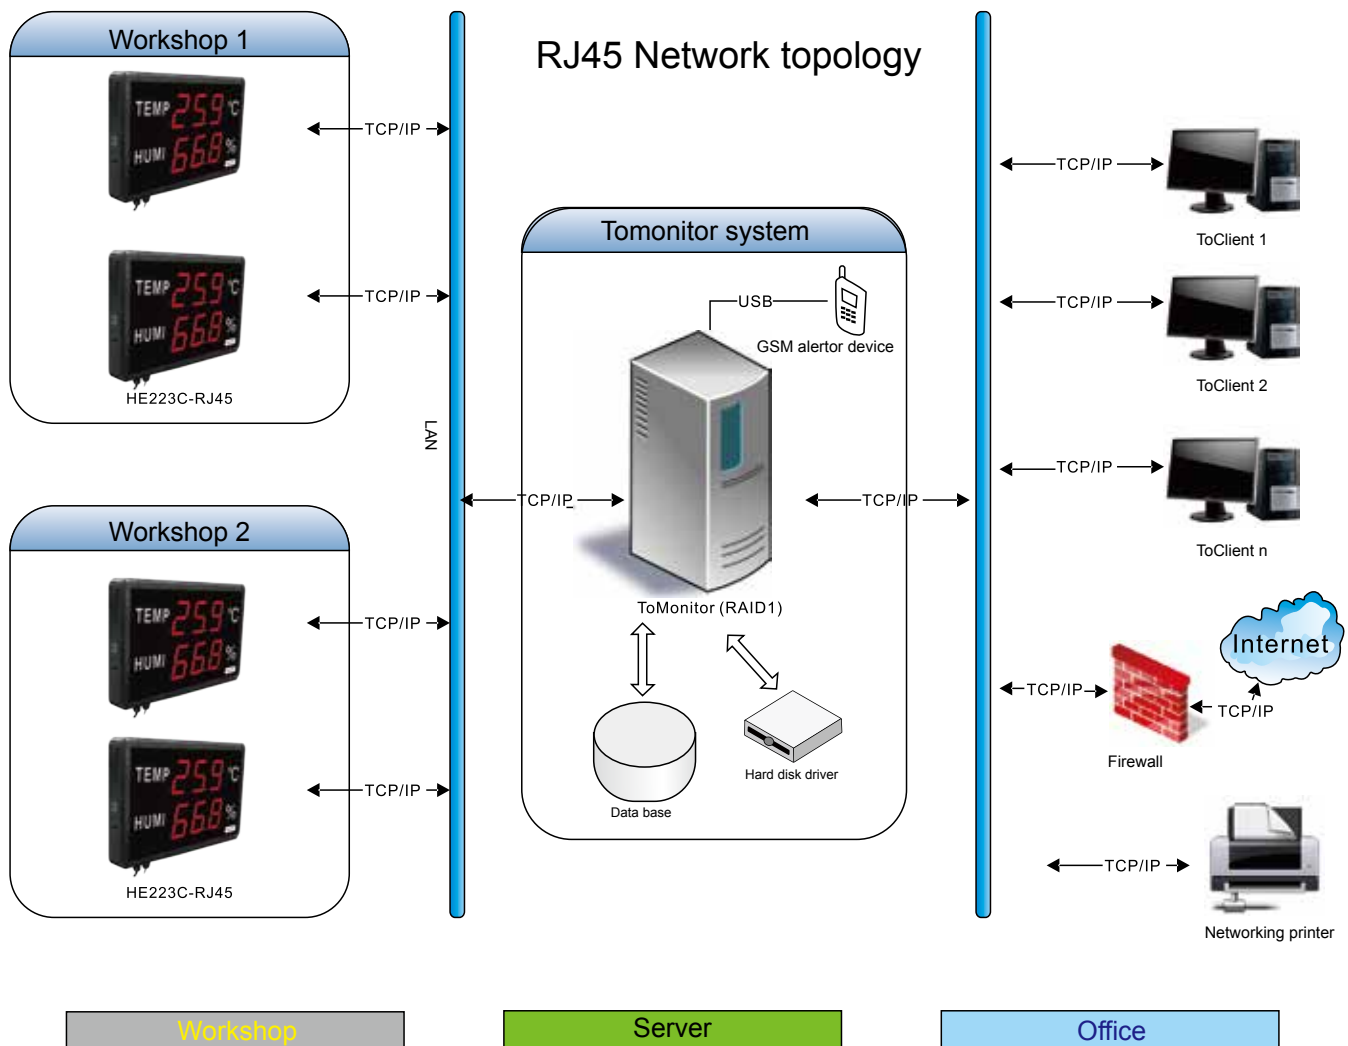 RJ45 Network topology
Workshop 1
TEMP 25.9 °C
HUMI 66.8 %
TCP/IP
TEMP 25.9 °C
HUMI 66.8 %
TCP/IP
HE223C-RJ45
LAN
Workshop 2
TEMP 25.9 °C
HUMI 66.8 %
TCP/IP
TEMP 25.9 °C
HUMI 66.8 %
TCP/IP
HE223C-RJ45
Tomonitor system
USB
GSM alertor device
TCP/IP
TCP/IP
ToMonitor (RAID1)
Data base
Hard disk driver
TCP/IP
ToClient 1
TCP/IP
ToClient 2
TCP/IP
ToClient n
TCP/IP
Firewall
TCP/IP
Internet
TCP/IP
Networking printer
Workshop
Server
Office